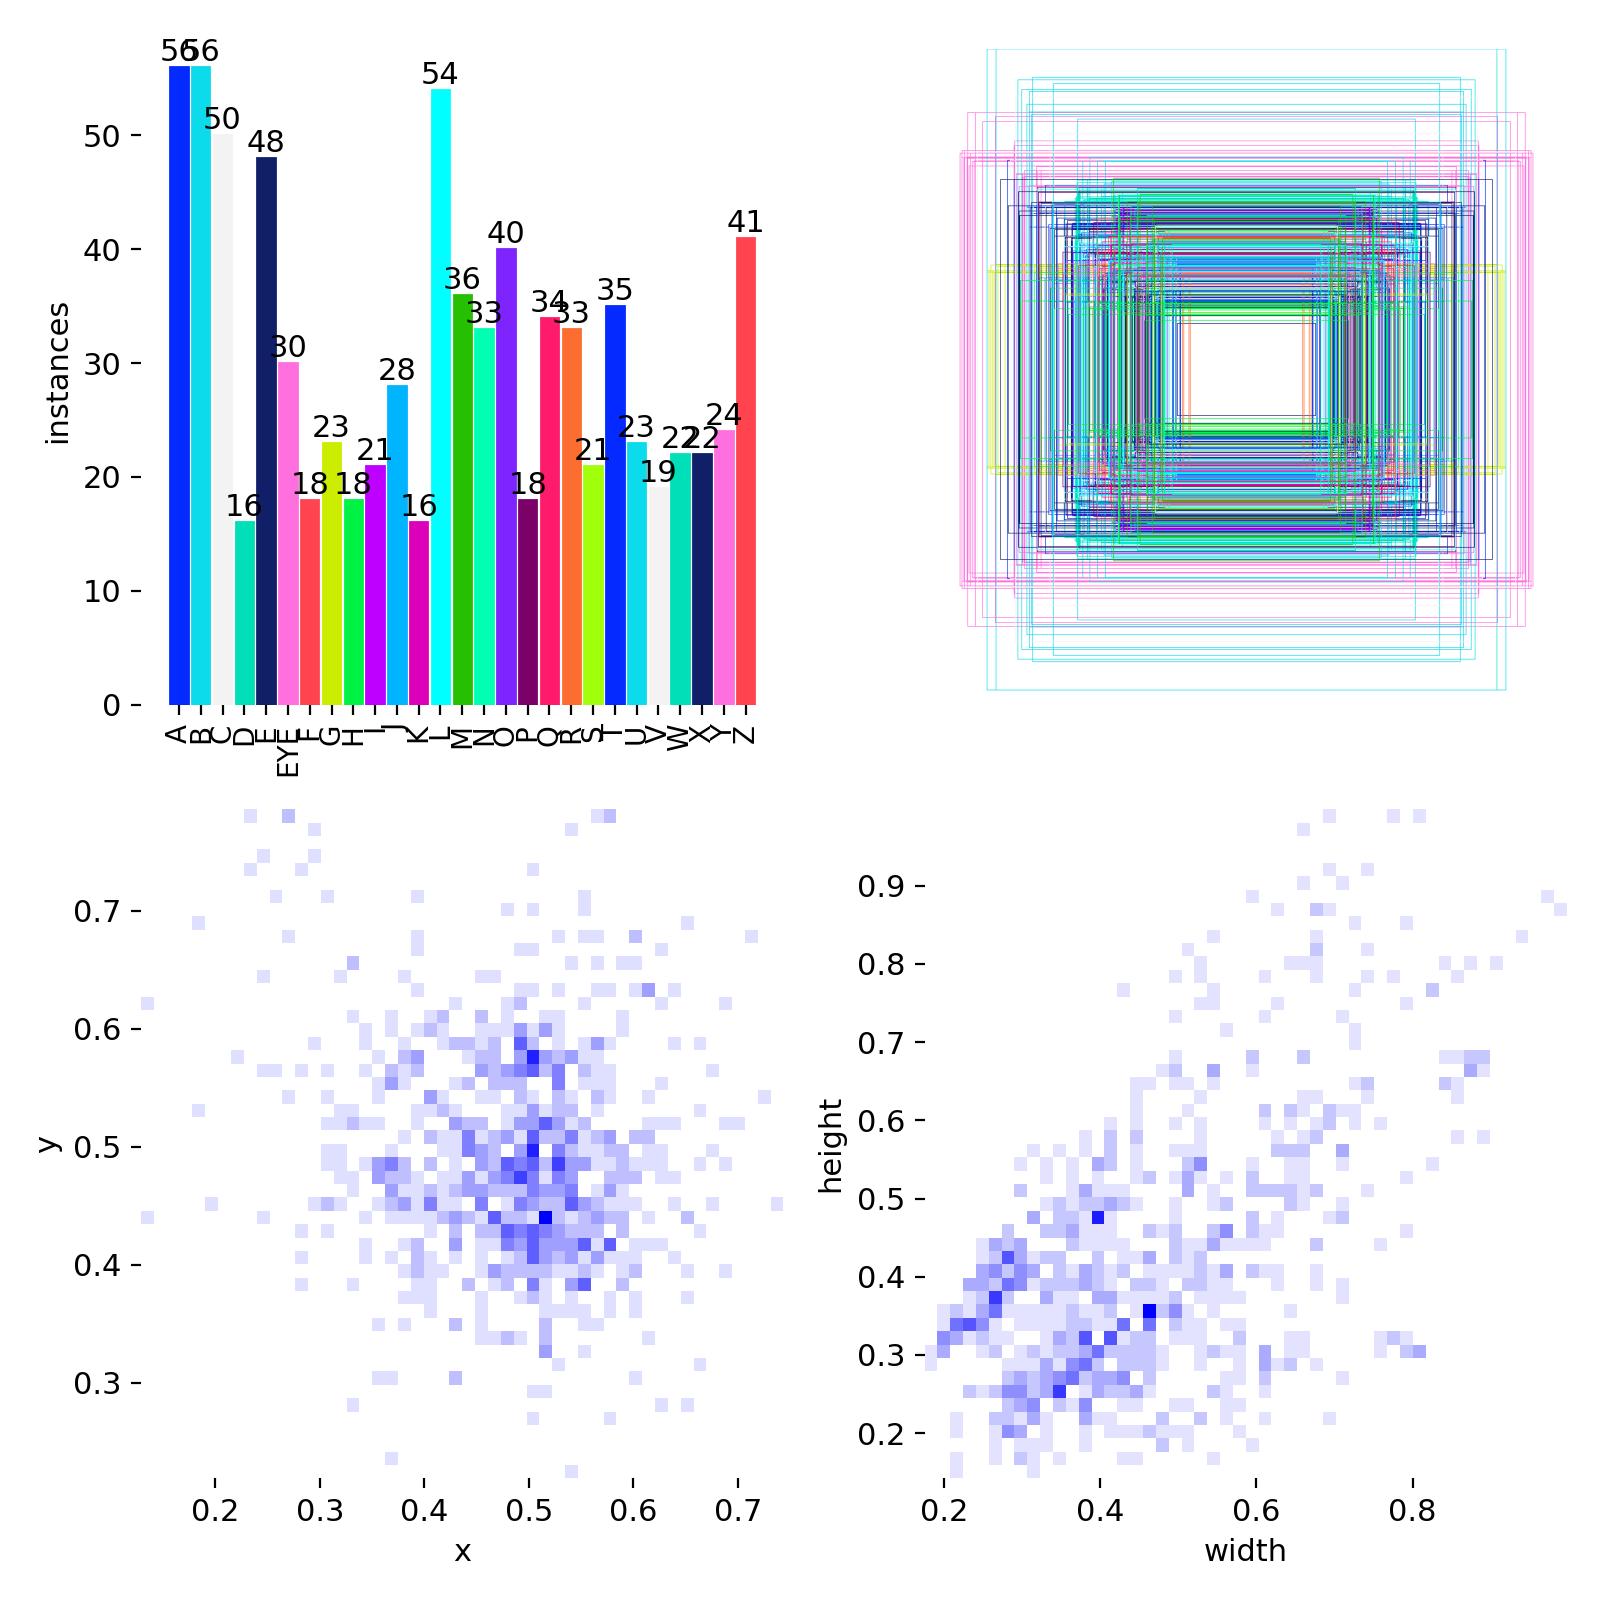 instances
50
40
30
20
10
0
56
56
50
16
48
30
18
23
18
21
28
16
54
36
33
40
18
34
33
21
35
23
19
22
22
24
41
A
B
C
D
E
EYE
F
G
H
I
J
K
L
M
N
O
P
Q
R
S
T
U
V
W
X
Y
Z
y
0.7
0.6
0.5
0.4
0.3
0.2
0.3
0.4
0.5
0.6
0.7
x
height
0.9
0.8
0.7
0.6
0.5
0.4
0.3
0.2
0.2
0.4
0.6
0.8
width